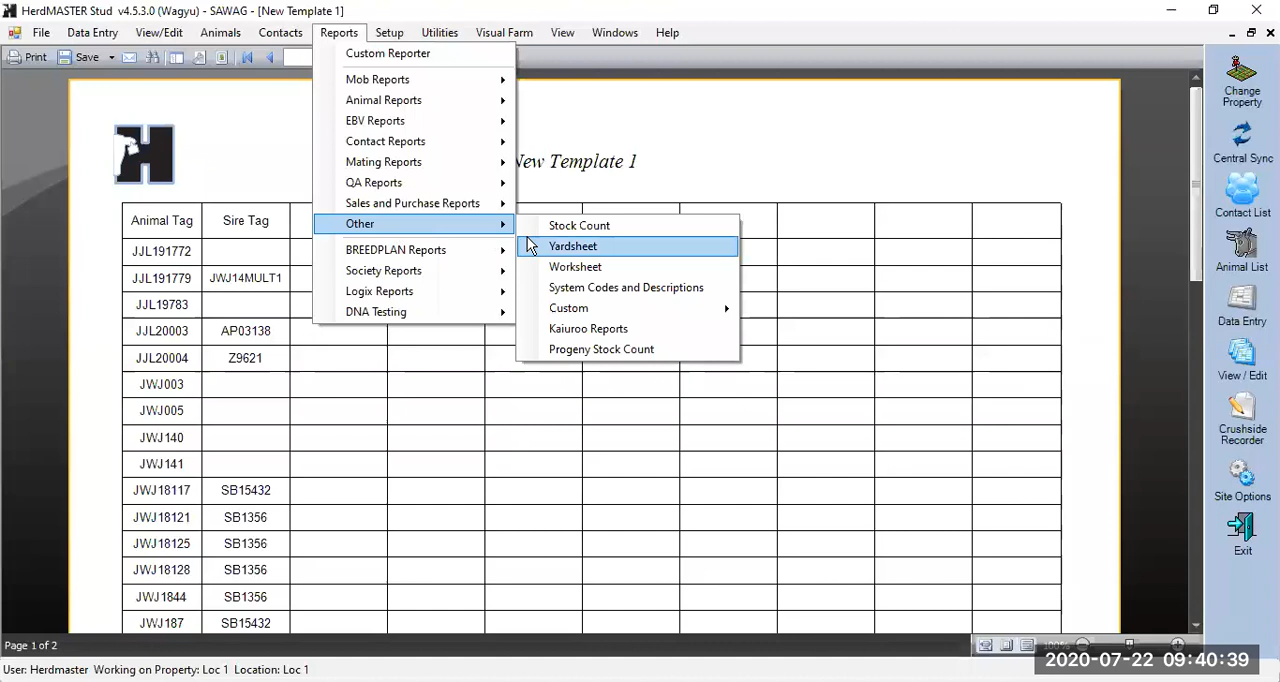 HerdMASTER Stud v4.5.3.0 (Wagyu) - SAWAG - [New Template 1]
File Data Entry View/Edit Animals Contacts Reports Setup Utilities Visual Farm View Windows Help
Print Save
Custom Reporter
Mob Reports
Animal Reports
EBV Reports
Contact Reports
Mating Reports
QA Reports
Sales and Purchase Reports
Other
BREEDPLAN Reports
Society Reports
Logix Reports
DNA Testing
Stock Count
Yardsheet
Worksheet
System Codes and Descriptions
Custom
Kaiuroo Reports
Progeny Stock Count
H
New Template 1
Animal Tag Sire Tag
JJL191772
JJL191779 JWJ14MULT1
JJL19783
JJL20003 AP03138
JJL20004 Z9621
JWJ003
JWJ005
JWJ140
JWJ141
JWJ18117 SB15432
JWJ18121 SB1356
JWJ18125 SB1356
JWJ18128 SB1356
JWJ1844 SB1356
JWJ187 SB15432
Change
Property
Central Sync
Contact List
Animal List
Data Entry
View / Edit
Crushside
Recorder
Site Options
Exit
Page 1 of 2
100%
User: Herdmaster Working on Property: Loc 1 Location: Loc 1
2020-07-22 09:40:39